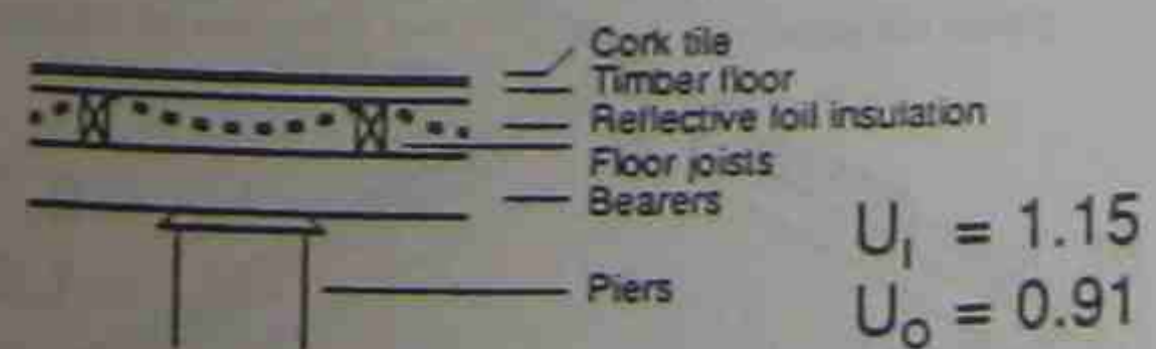 Cork tile
Timber floor
Reflective foil insulation
Floor joists
Bearers
Piers
U_I = 1.15
U_O = 0.91